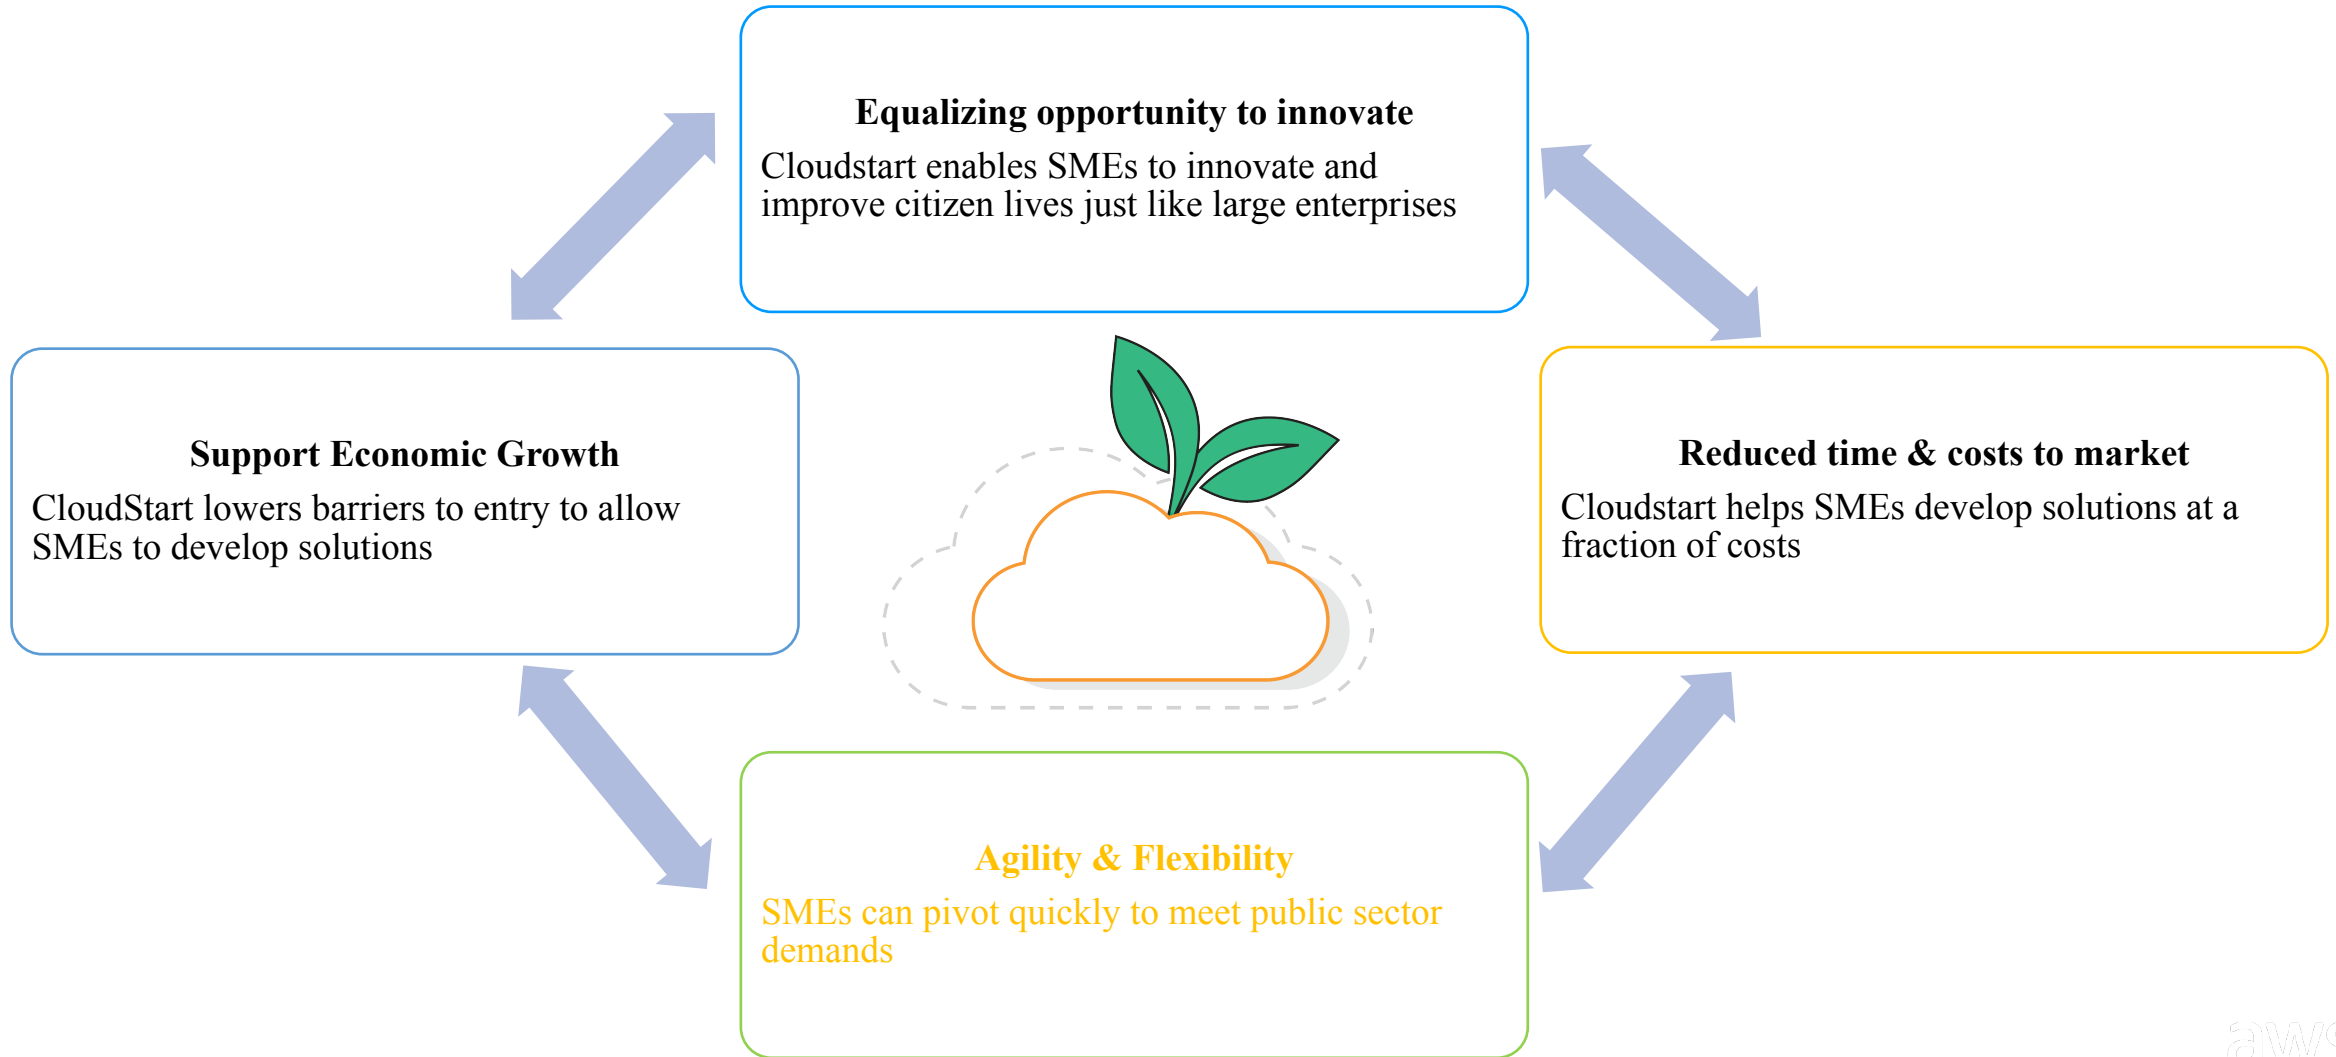 Equalizing opportunity to innovate
Cloudstart enables SMEs to innovate and
improve citizen lives just like large enterprises
Support Economic Growth
CloudStart lowers barriers to entry to allow
SMEs to develop solutions
Reduced time & costs to market
Cloudstart helps SMEs develop solutions at a
fraction of costs
Agility & Flexibility
SMEs can pivot quickly to meet public sector
demands
aws